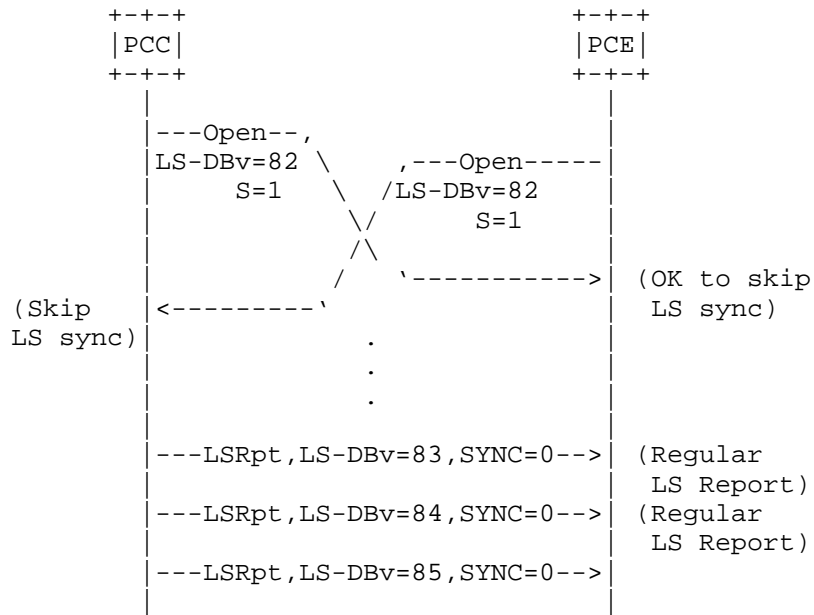 +-+-+                    +-+-+
|PCC|                    |PCE|
+-+-+                    +-+-+
|                             |
|---Open--,                   |
|LS-DBv=82 \    ,---Open-----|
|     S=1   \  /LS-DBv=82    |
|            \/      S=1     |
|            /\              |
|           /  `----------->| (OK to skip
(Skip |<---------` | LS sync)
LS sync)| . |
| . |
| . |
|                             |
|---LSRpt,LS-DBv=83,SYNC=0-->| (Regular
| | LS Report)
|---LSRpt,LS-DBv=84,SYNC=0-->| (Regular
| | LS Report)
|---LSRpt,LS-DBv=85,SYNC=0-->|
|                             |